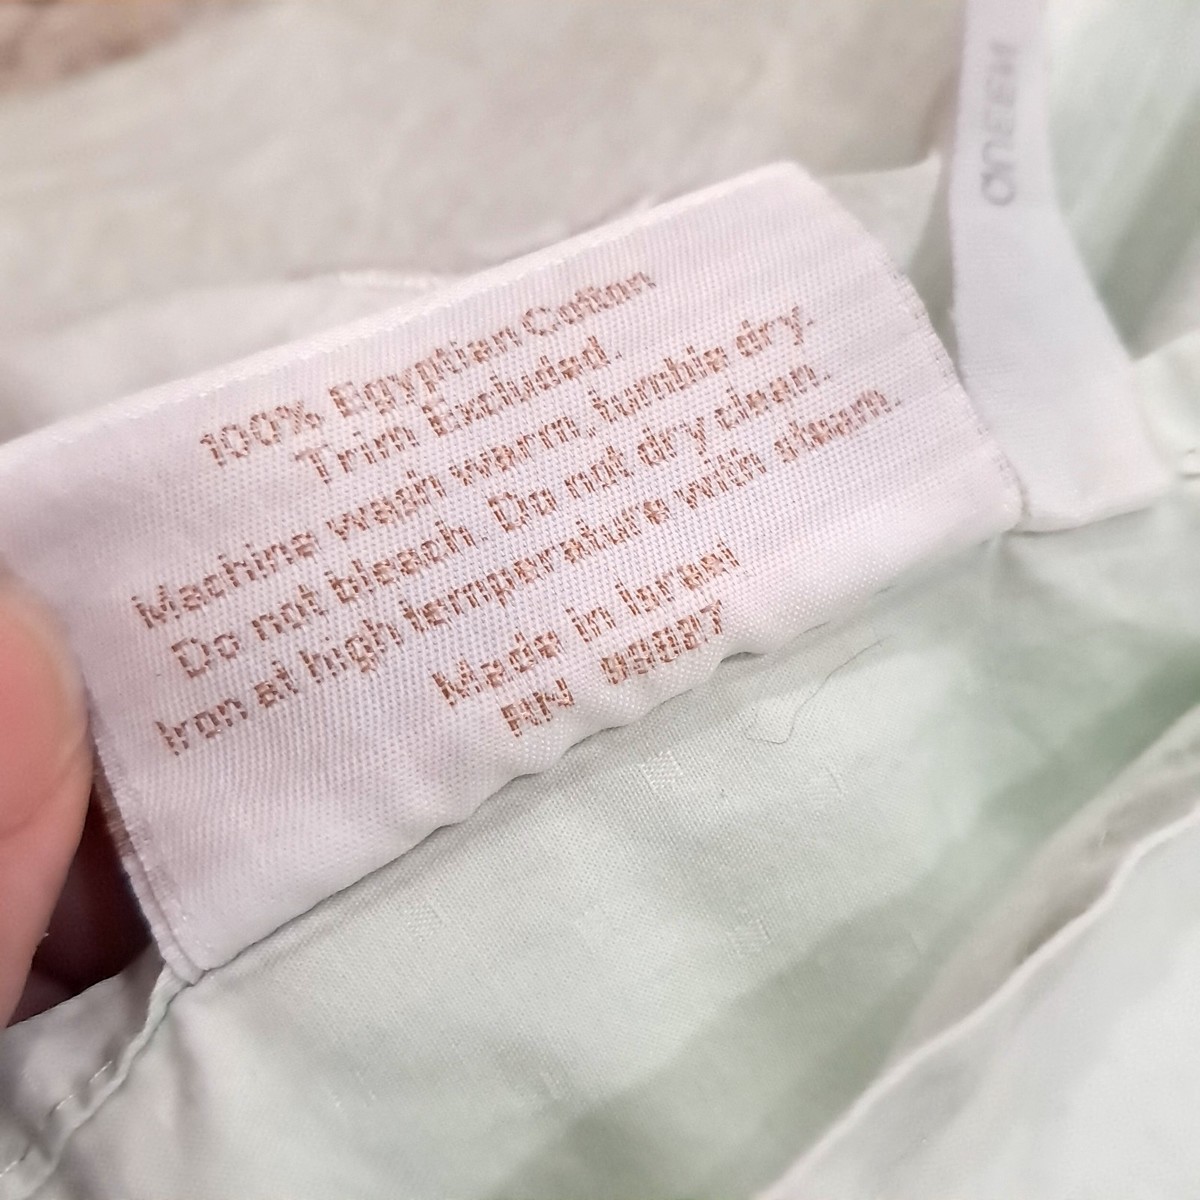 100% Egyptian Cotton
Trim Excluded.
Machine wash warm, tumble dry.
Do not bleach. Do not dry clean.
Iron at high temperature with steam.
Made in Israel
RN
QUEEN